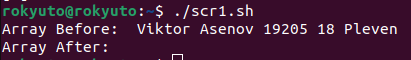 rokyuto@rokyuto:~$ ./scr1.sh
Array Before:  Viktor Asenov 19205 18 Pleven
Array After: